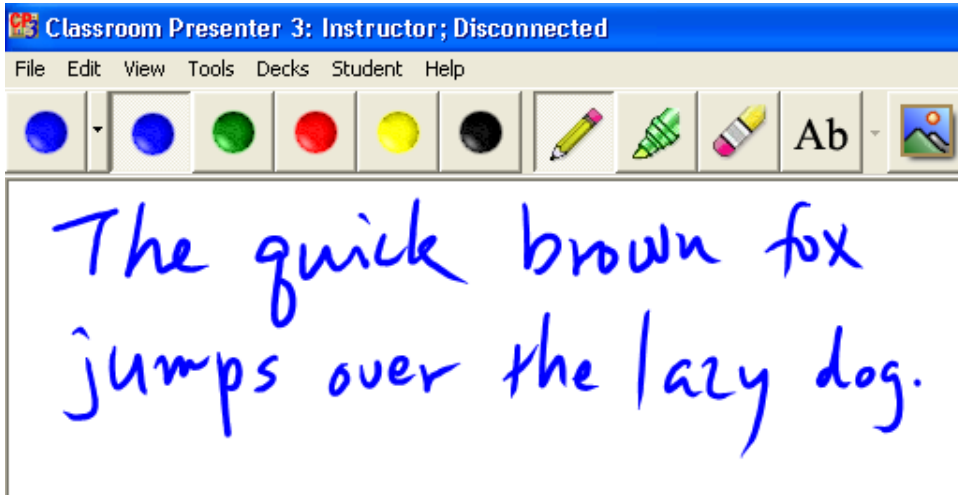 Classroom Presenter 3: Instructor; Disconnected
File Edit View Tools Decks Student Help
Ab
The quick brown fox
jumps over the lazy dog.